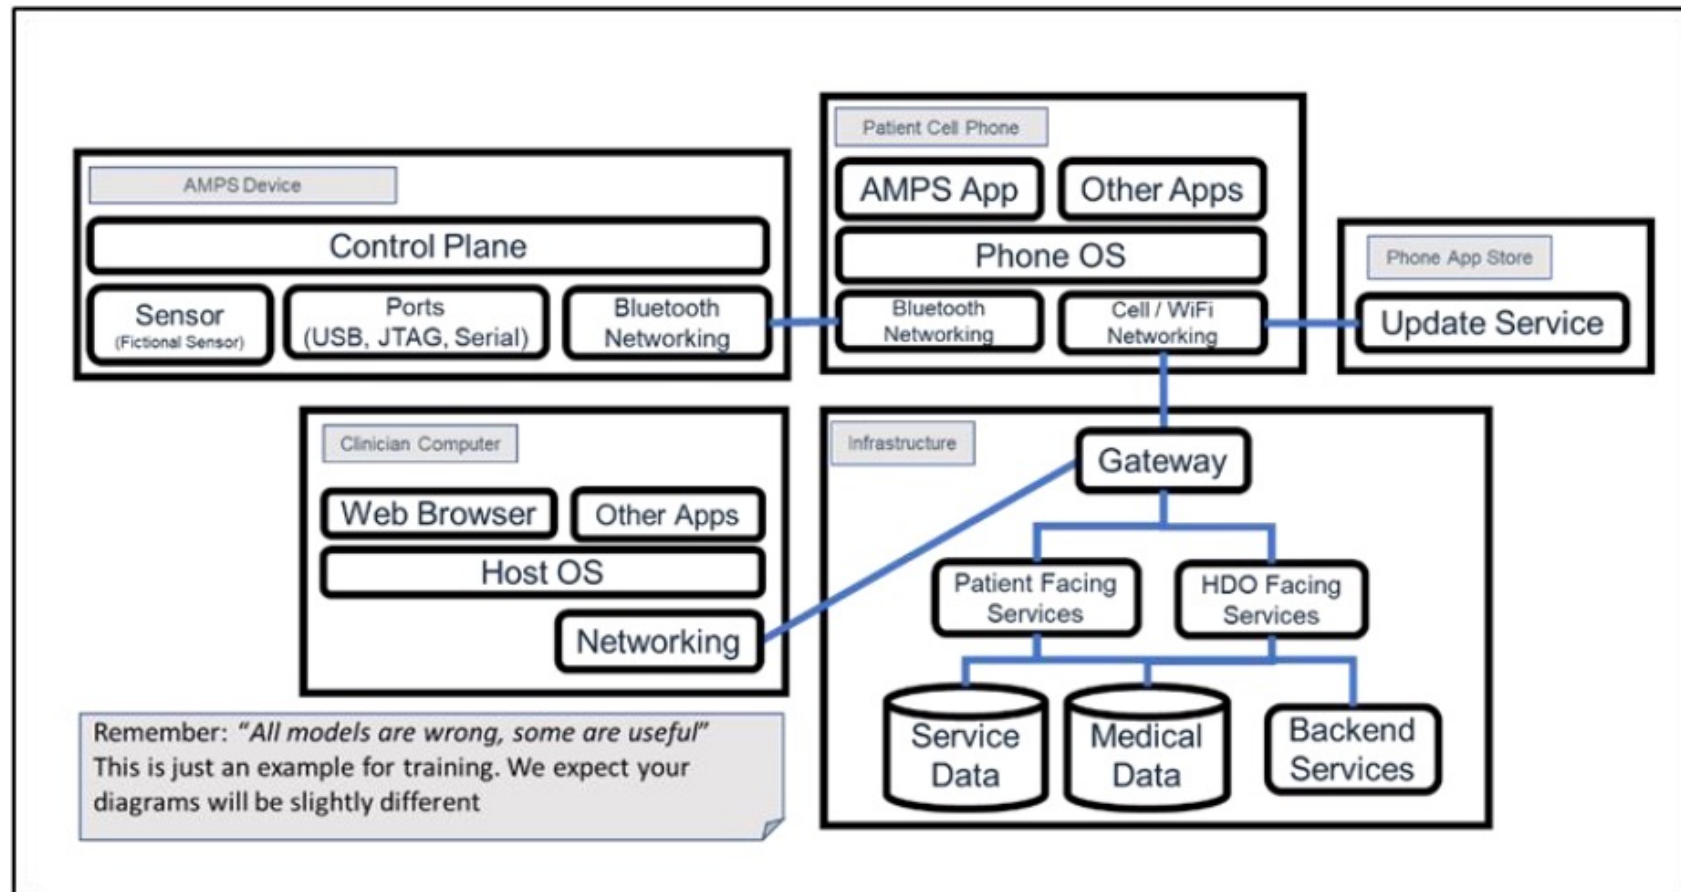 AMPS Device
Control Plane
Sensor
(Fictional Sensor)
Ports
(USB, JTAG, Serial)
Bluetooth
Networking
Patient Cell Phone
AMPS App
Other Apps
Phone OS
Bluetooth
Networking
Cell / WiFi
Networking
Phone App Store
Update Service
Clinician Computer
Web Browser
Other Apps
Host OS
Networking
Infrastructure
Gateway
Patient Facing
Services
HDO Facing
Services
Service
Data
Medical
Data
Backend
Services
Remember: “All models are wrong, some are useful”
This is just an example for training. We expect your
diagrams will be slightly different